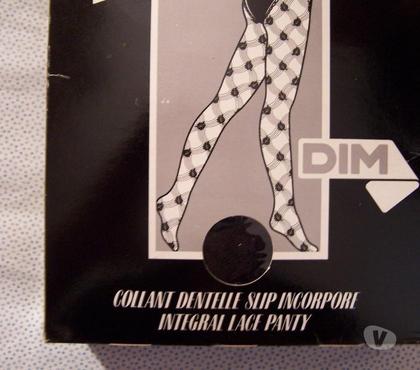 DIM
COLLANT DENTELLE SLIP INCORPORE
INTEGRAL LACE PANTY
V